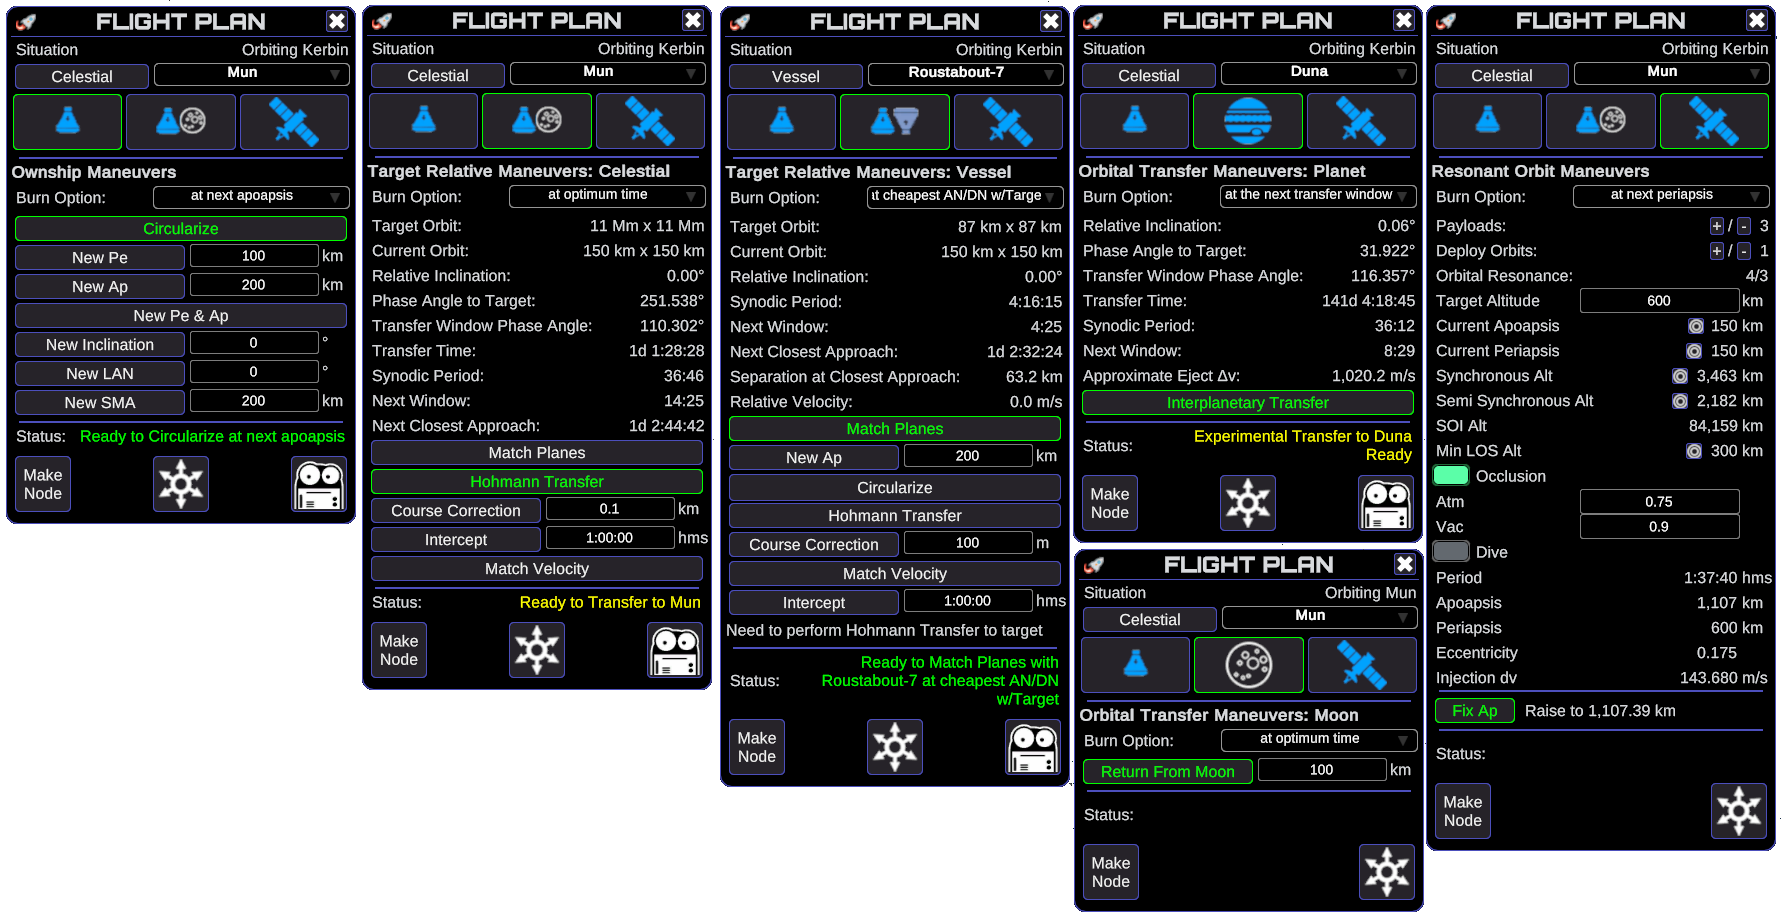 FLIGHT PLAN
Situation Orbiting Kerbin
Celestial Mun
Ownship Maneuvers
Burn Option: at next apoapsis
Circularize
New Pe 100 km
New Ap 200 km
New Pe & Ap
New Inclination 0 °
New LAN 0 °
New SMA 200 km
Status: Ready to Circularize at next apoapsis
Make
Node
FLIGHT PLAN
Situation Orbiting Kerbin
Celestial Mun
Target Relative Maneuvers: Celestial
Burn Option: at optimum time
Target Orbit: 11 Mm x 11 Mm
Current Orbit: 150 km x 150 km
Relative Inclination: 0.00°
Phase Angle to Target: 251.538°
Transfer Window Phase Angle: 110.302°
Transfer Time: 1d 1:28:28
Synodic Period: 36:46
Next Window: 14:25
Next Closest Approach: 1d 2:44:42
Match Planes
Hohmann Transfer
Course Correction 0.1 km
Intercept 1:00:00 hms
Match Velocity
Status: Ready to Transfer to Mun
Make
Node
FLIGHT PLAN
Situation Orbiting Kerbin
Vessel Roustabout-7
Target Relative Maneuvers: Vessel
Burn Option: ıt cheapest AN/DN w/Targe
Target Orbit: 87 km x 87 km
Current Orbit: 150 km x 150 km
Relative Inclination: 0.00°
Synodic Period: 4:16:15
Next Window: 4:25
Next Closest Approach: 1d 2:32:24
Separation at Closest Approach: 63.2 km
Relative Velocity: 0.0 m/s
Match Planes
New Ap 200 km
Circularize
Hohmann Transfer
Course Correction 100 m
Match Velocity
Intercept 1:00:00 hms
Need to perform Hohmann Transfer to target
Status: Ready to Match Planes with
Roustabout-7 at cheapest AN/DN
w/Target
Make
Node
FLIGHT PLAN
Situation Orbiting Kerbin
Celestial Duna
Orbital Transfer Maneuvers: Planet
Burn Option: at the next transfer window
Relative Inclination: 0.06°
Phase Angle to Target: 31.922°
Transfer Window Phase Angle: 116.357°
Transfer Time: 141d 4:18:45
Synodic Period: 36:12
Next Window: 8:29
Approximate Eject Δv: 1,020.2 m/s
Interplanetary Transfer
Status: Experimental Transfer to Duna
Ready
Make
Node
FLIGHT PLAN
Situation Orbiting Mun
Celestial Mun
Orbital Transfer Maneuvers: Moon
Burn Option: at optimum time
Return From Moon 100 km
Status:
Make
Node
FLIGHT PLAN
Situation Orbiting Kerbin
Celestial Mun
Resonant Orbit Maneuvers
Burn Option: at next periapsis
Payloads: + / - 3
Deploy Orbits: + / - 1
Orbital Resonance: 4/3
Target Altitude 600 km
Current Apoapsis 150 km
Current Periapsis 150 km
Synchronous Alt 3,463 km
Semi Synchronous Alt 2,182 km
SOI Alt 84,159 km
Min LOS Alt 300 km
Occlusion
Atm 0.75
Vac 0.9
Dive
Period 1:37:40 hms
Apoapsis 1,107 km
Periapsis 600 km
Eccentricity 0.175
Injection dv 143.680 m/s
Fix Ap Raise to 1,107.39 km
Status:
Make
Node